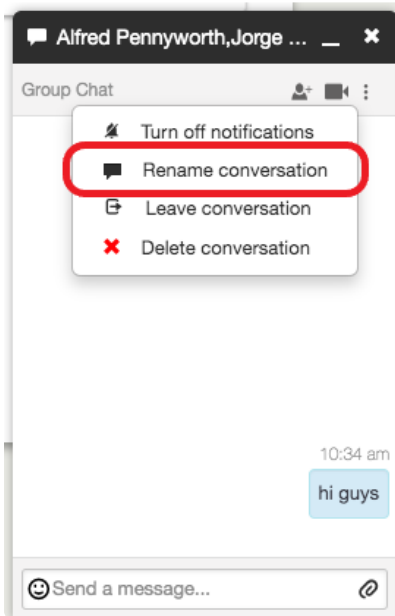 Alfred Pennyworth,Jorge ...
Group Chat
Turn off notifications
Rename conversation
Leave conversation
Delete conversation
10:34 am
hi guys
Send a message...